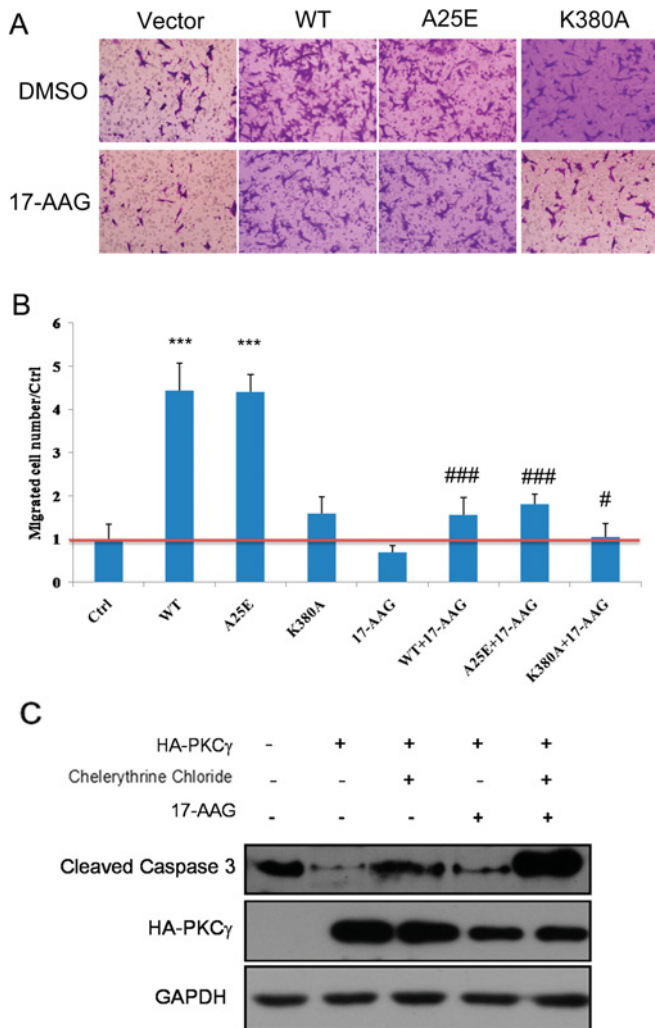 A
Vector WT A25E K380A
DMSO
17-AAG
B
Migrated cell number/Ctrl
6
5
4
3
2
1
0
*** *** ### ### #
Ctrl WT A25E K380A 17-AAG WT+17-AAG A25E+17-AAG K380A+17-AAG
C
HA-PKCγ - + + + +
Chelerythrine Chloride - - + - +
17-AAG - - - + +
Cleaved Caspase 3
HA-PKCγ
GAPDH